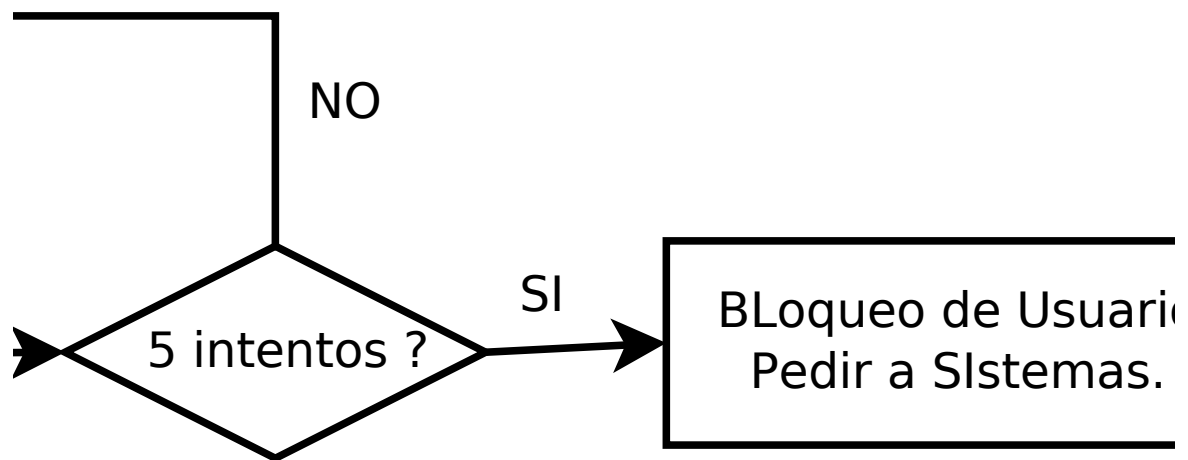 NO
SI
5 intentos ?
BLoqueo de Usuari
Pedir a SIstemas.